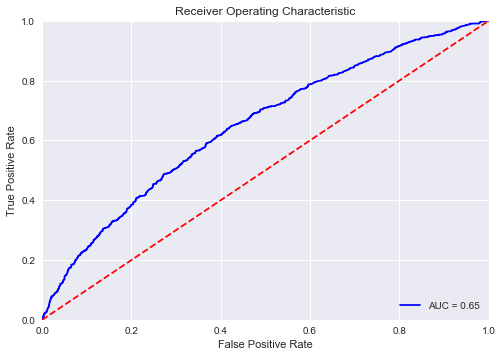 Receiver Operating Characteristic
True Positive Rate
1.0
0.8
0.6
0.4
0.2
0.0
AUC = 0.65
0.0 0.2 0.4 0.6 0.8 1.0
False Positive Rate